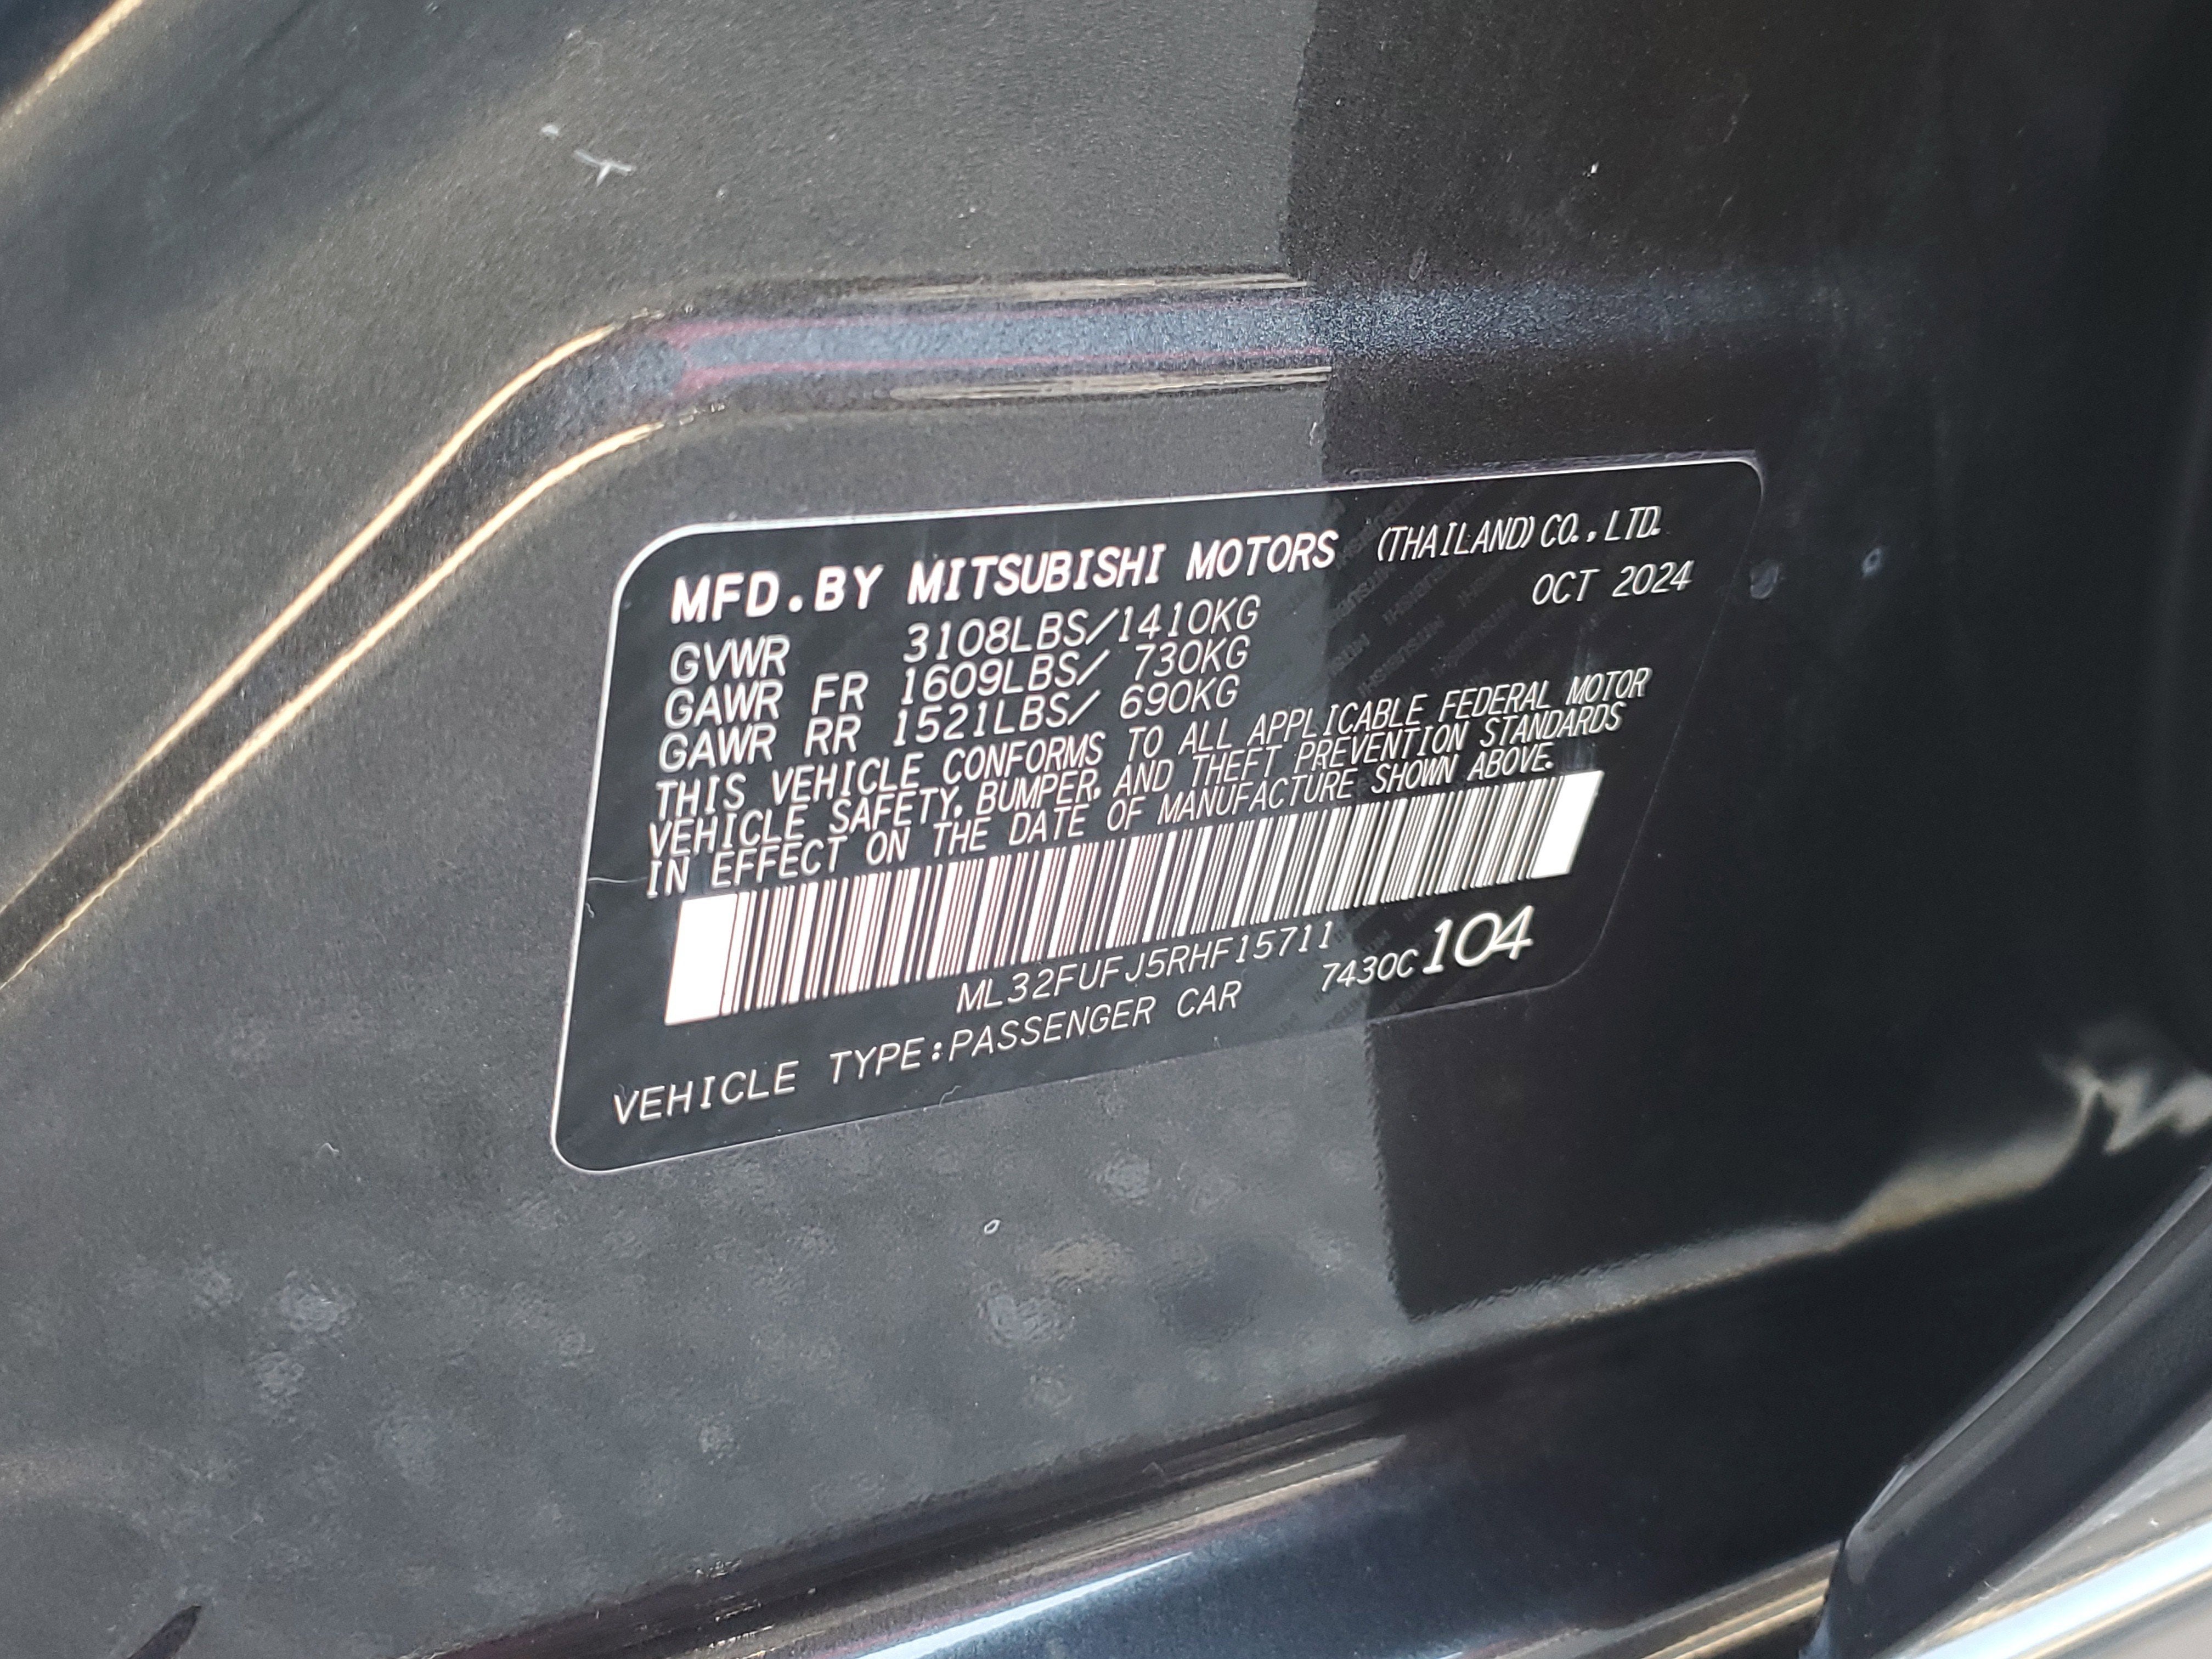 MFD.BY MITSUBISHI MOTORS (THAILAND) CO., LTD.
OCT 2024
GVWR 3108LBS/1410KG
GAWR FR 1609LBS/ 730KG
GAWR RR 1521LBS/ 690KG
THIS VEHICLE CONFORMS TO ALL APPLICABLE FEDERAL MOTOR
VEHICLE SAFETY, BUMPER, AND THEFT PREVENTION STANDARDS
IN EFFECT ON THE DATE OF MANUFACTURE SHOWN ABOVE.
ML32FUFJ5RHF15711
7430C104
VEHICLE TYPE:PASSENGER CAR